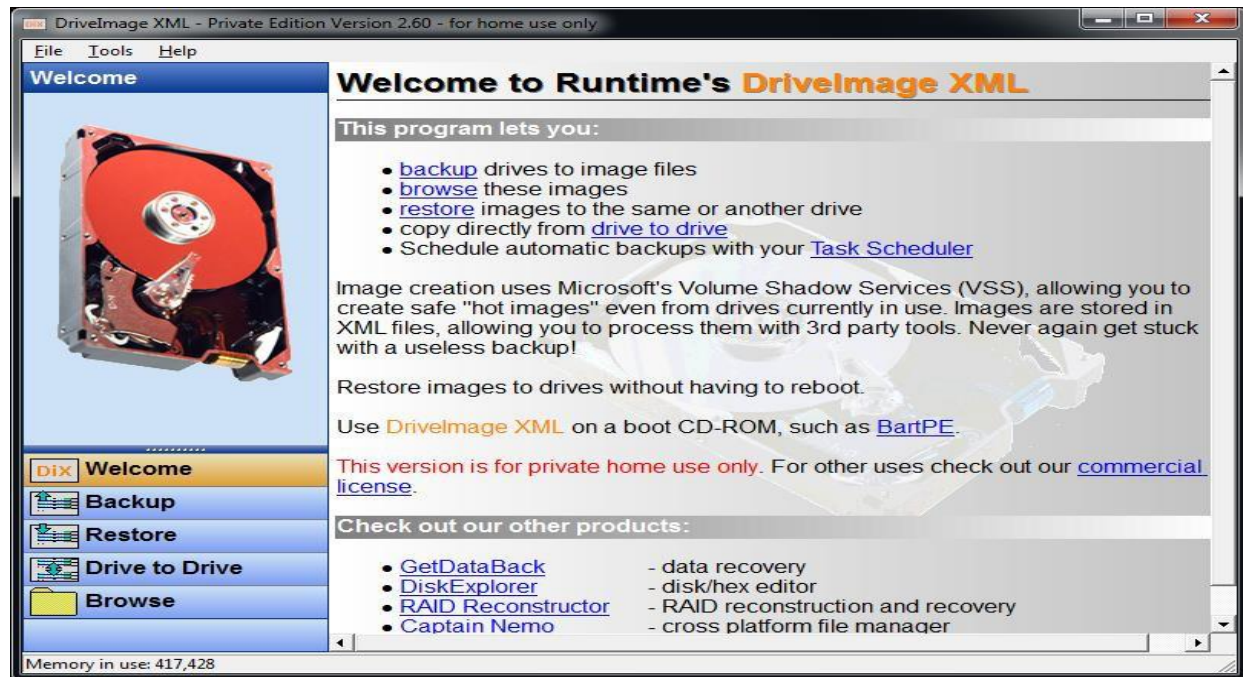 DriveImage XML - Private Edition Version 2.60 - for home use only
File Tools Help
Welcome
Welcome to Runtime's DriveImage XML
This program lets you:
• backup drives to image files
• browse these images
• restore images to the same or another drive
• copy directly from drive to drive
• Schedule automatic backups with your Task Scheduler
Image creation uses Microsoft's Volume Shadow Services (VSS), allowing you to
create safe "hot images" even from drives currently in use. Images are stored in
XML files, allowing you to process them with 3rd party tools. Never again get stuck
with a useless backup!
Restore images to drives without having to reboot.
Use DriveImage XML on a boot CD-ROM, such as BartPE.
This version is for private home use only. For other uses check out our commercial
license.
Check out our other products:
• GetDataBack - data recovery
• DiskExplorer - disk/hex editor
• RAID Reconstructor - RAID reconstruction and recovery
• Captain Nemo - cross platform file manager
DiX Welcome
Backup
Restore
Drive to Drive
Browse
Memory in use: 417,428